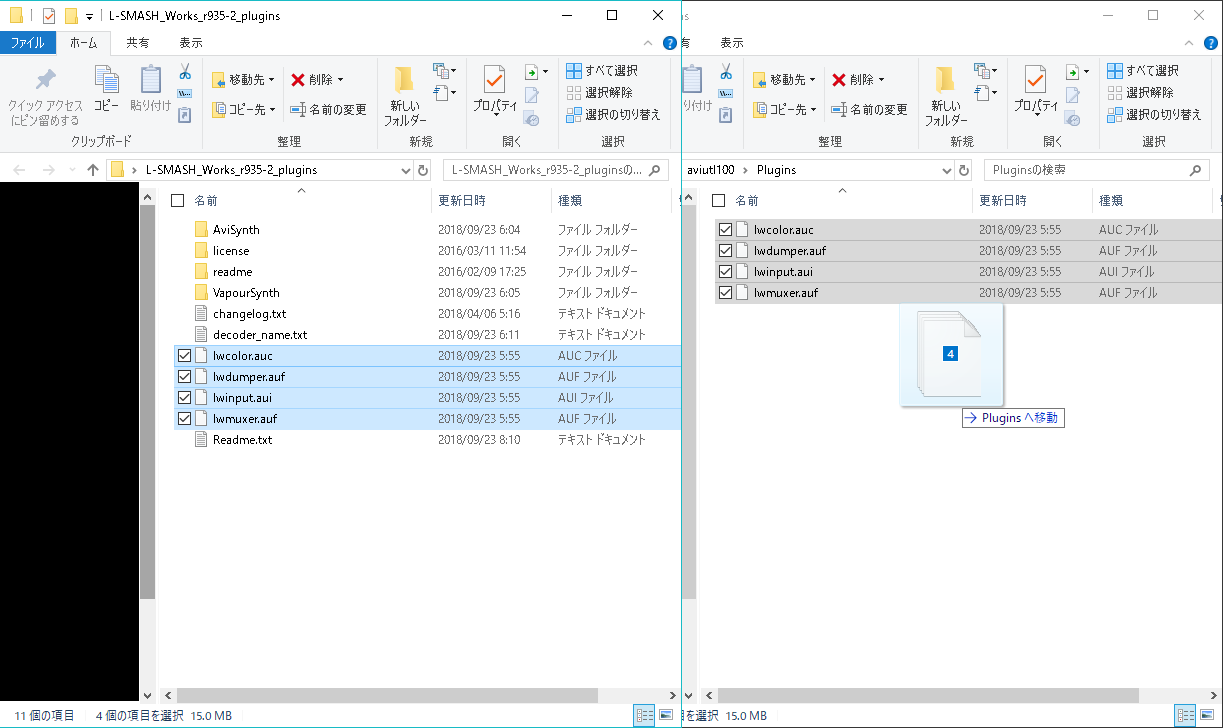 L-SMASH_Works_r935-2_plugins
ファイル
ホーム
共有
表示
クイック アクセス
にピン留めする
コピー
貼り付け
移動先
コピー先
削除
名前の変更
新しい
フォルダー
プロパティ
すべて選択
選択解除
選択の切り替え
クリップボード
整理
新規
開く
選択
L-SMASH_Works_r935-2_plugins
L-SMASH_Works_r935-2_pluginsの...
名前
更新日時
種類
AviSynth 2018/09/23 6:04 ファイル フォルダー
license 2016/03/11 11:54 ファイル フォルダー
readme 2016/02/09 17:25 ファイル フォルダー
VapourSynth 2018/09/23 6:05 ファイル フォルダー
changelog.txt 2018/04/06 5:16 テキスト ドキュメント
decoder_name.txt 2018/09/23 6:11 テキスト ドキュメント
lwcolor.auc 2018/09/23 5:55 AUC ファイル
lwdumper.auf 2018/09/23 5:55 AUF ファイル
lwinput.aui 2018/09/23 5:55 AUI ファイル
lwmuxer.auf 2018/09/23 5:55 AUF ファイル
Readme.txt 2018/09/23 8:10 テキスト ドキュメント
11 個の項目
4 個の項目を選択 15.0 MB
s
有
表示
り付け
移動先
コピー先
削除
名前の変更
新しい
フォルダー
プロパティ
すべて選択
選択解除
選択の切り替え
整理
新規
開く
選択
aviutl100
Plugins
Pluginsの検索
名前
更新日時
種類
lwcolor.auc 2018/09/23 5:55 AUC ファイル
lwdumper.auf 2018/09/23 5:55 AUF ファイル
lwinput.aui 2018/09/23 5:55 AUI ファイル
lwmuxer.auf 2018/09/23 5:55 AUF ファイル
4
Plugins へ移動
を選択 15.0 MB